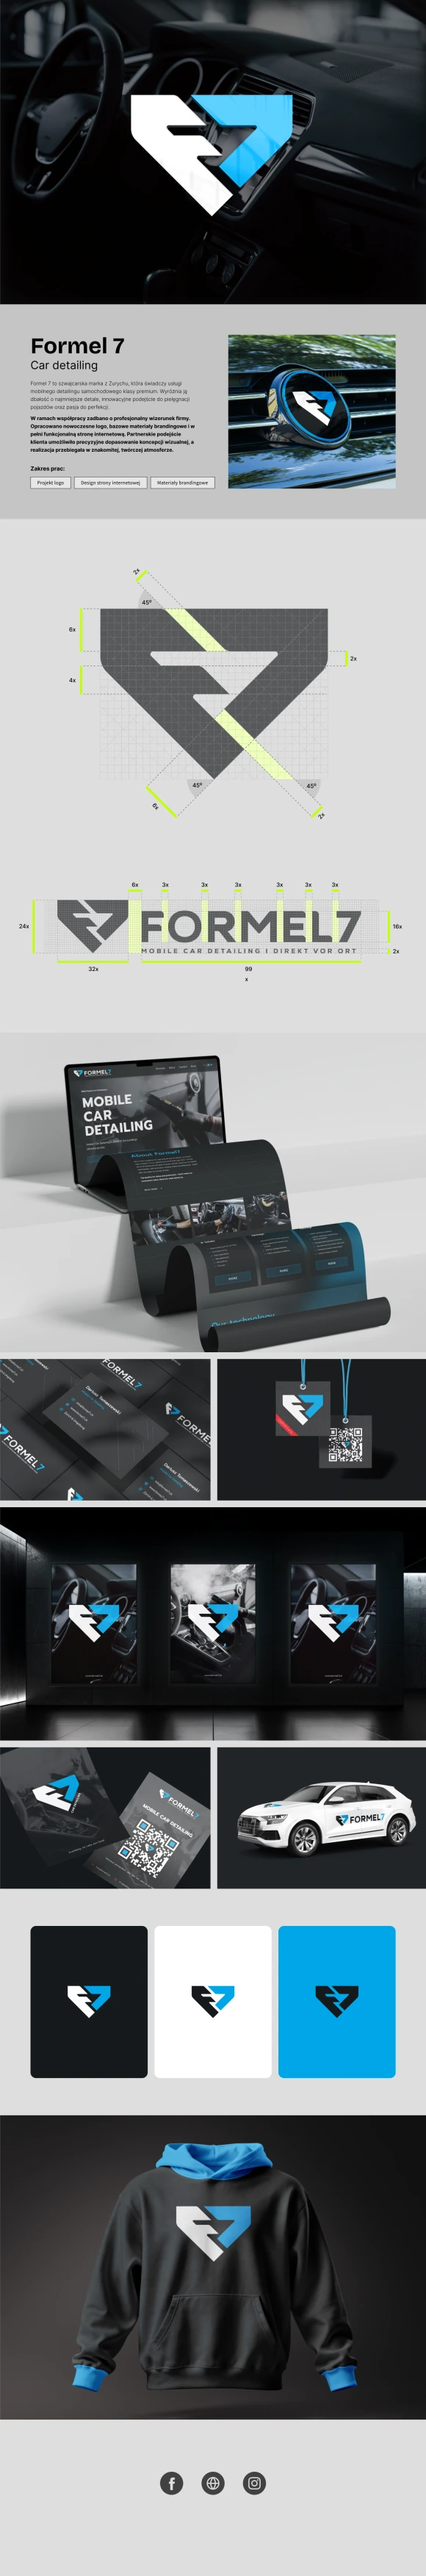 Formel 7
Car detailing
Formel 7 to szwajcarska marka z Zurychu, która świadczy usługi
mobilnego detailingu samochodowego klasy premium. Wyróżnia ją
dbałość o najmniejsze detale, innowacyjne podejście do pielęgnacji
pojazdów oraz pasja do perfekcji.
W ramach współpracy zadbano o profesjonalny wizerunek firmy.
Opracowano nowoczesne logo, bazowe materiały brandingowe i w
pełni funkcjonalną stronę internetową. Partnerskie podejście
klienta umożliwiło precyzyjne dopasowanie koncepcji wizualnej, a
realizacja przebiegała w znakomitej, twórczej atmosferze.
Zakres prac:
Projekt logo
Design strony internetowej
Materiały brandingowe
2x
45°
6x
2x
4x
45°
45°
6x
2x
6x
3x
3x
3x
3x
3x
3x
24x
FORMEL7
16x
MOBILE CAR DETAILING I DIREKT VOR ORT
2x
32x
99
x
FORMEL7
MOBILE
CAR
DETAILING
About Formel7
MORE
MORE
MORE
Our technology
FORMEL7
FORMEL7
FORMEL7
FORMEL7
MOBILE CAR DETAILING
FORMEL7